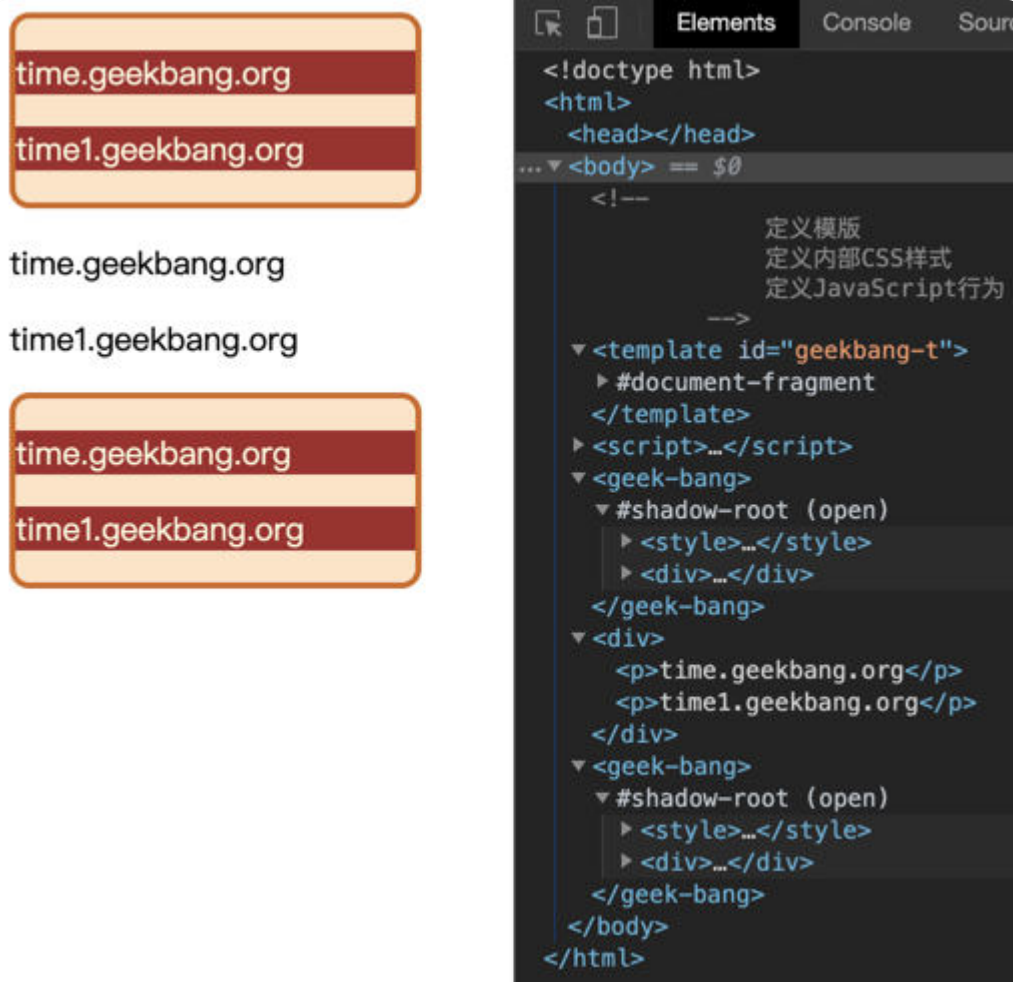 time.geekbang.org
time1.geekbang.org
time.geekbang.org
time1.geekbang.org
time.geekbang.org
time1.geekbang.org
Elements Console Sour
<!doctype html>
<html>
<head></head>
… ▼ <body> == $0
<!--
定义模版
定义内部CSS样式
定义JavaScript行为
-->
▼ <template id="geekbang-t">
▶ #document-fragment
</template>
▶ <script>…</script>
▼ <geek-bang>
▼ #shadow-root (open)
▶ <style>…</style>
▶ <div>…</div>
</geek-bang>
▼ <div>
<p>time.geekbang.org</p>
<p>time1.geekbang.org</p>
</div>
▼ <geek-bang>
▼ #shadow-root (open)
▶ <style>…</style>
▶ <div>…</div>
</geek-bang>
</body>
</html>